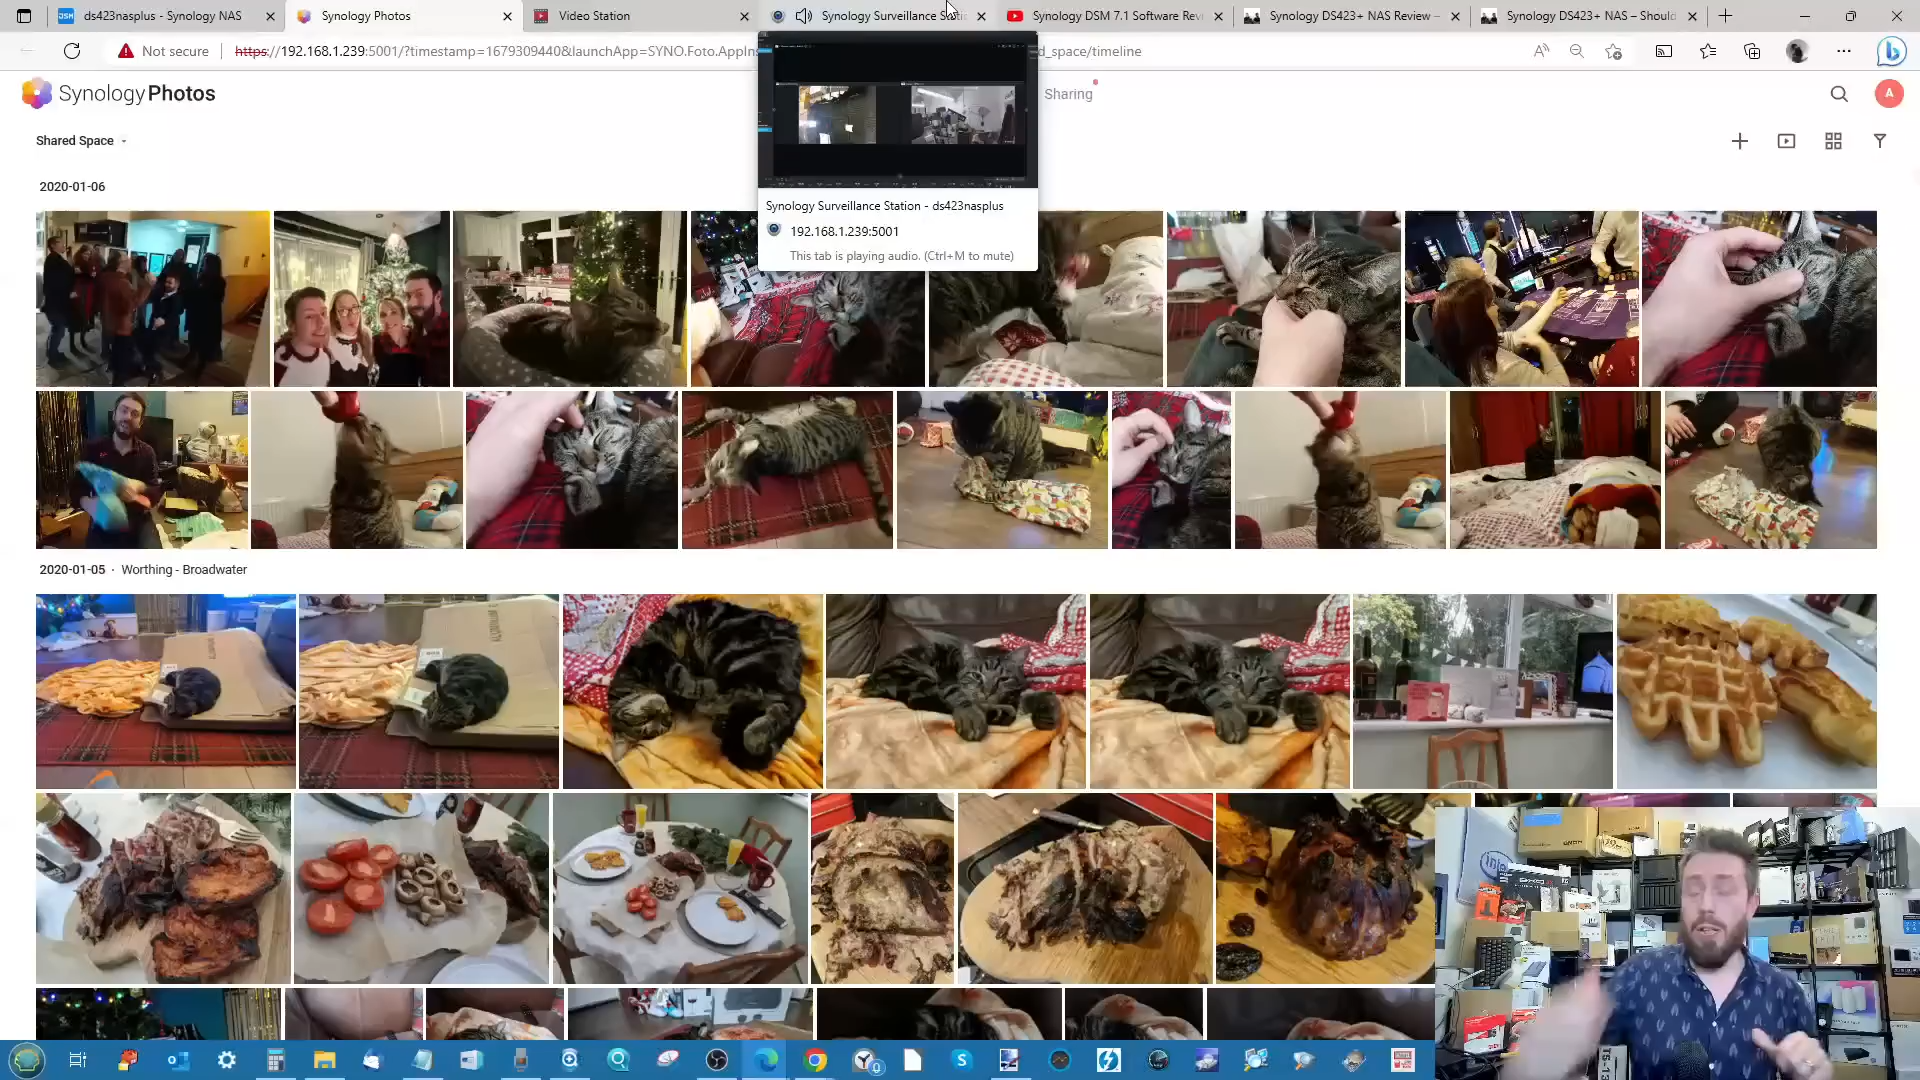 ds423nasplus - Synology NAS
Synology Photos
Video Station
Synology Surveillance Stati
Synology DSM 7.1 Software Rev
Synology DS423+ NAS Review –
Synology DS423+ NAS – Should
Not secure
https://192.168.1.239:5001/?timestamp=1679309440&launchApp=SYNO.Foto.AppIn
d_space/timeline
Synology Photos
Sharing
A
Shared Space
2020-01-06
Synology Surveillance Station - ds423nasplus
192.168.1.239:5001
This tab is playing audio. (Ctrl+M to mute)
2020-01-05 · Worthing - Broadwater
intel